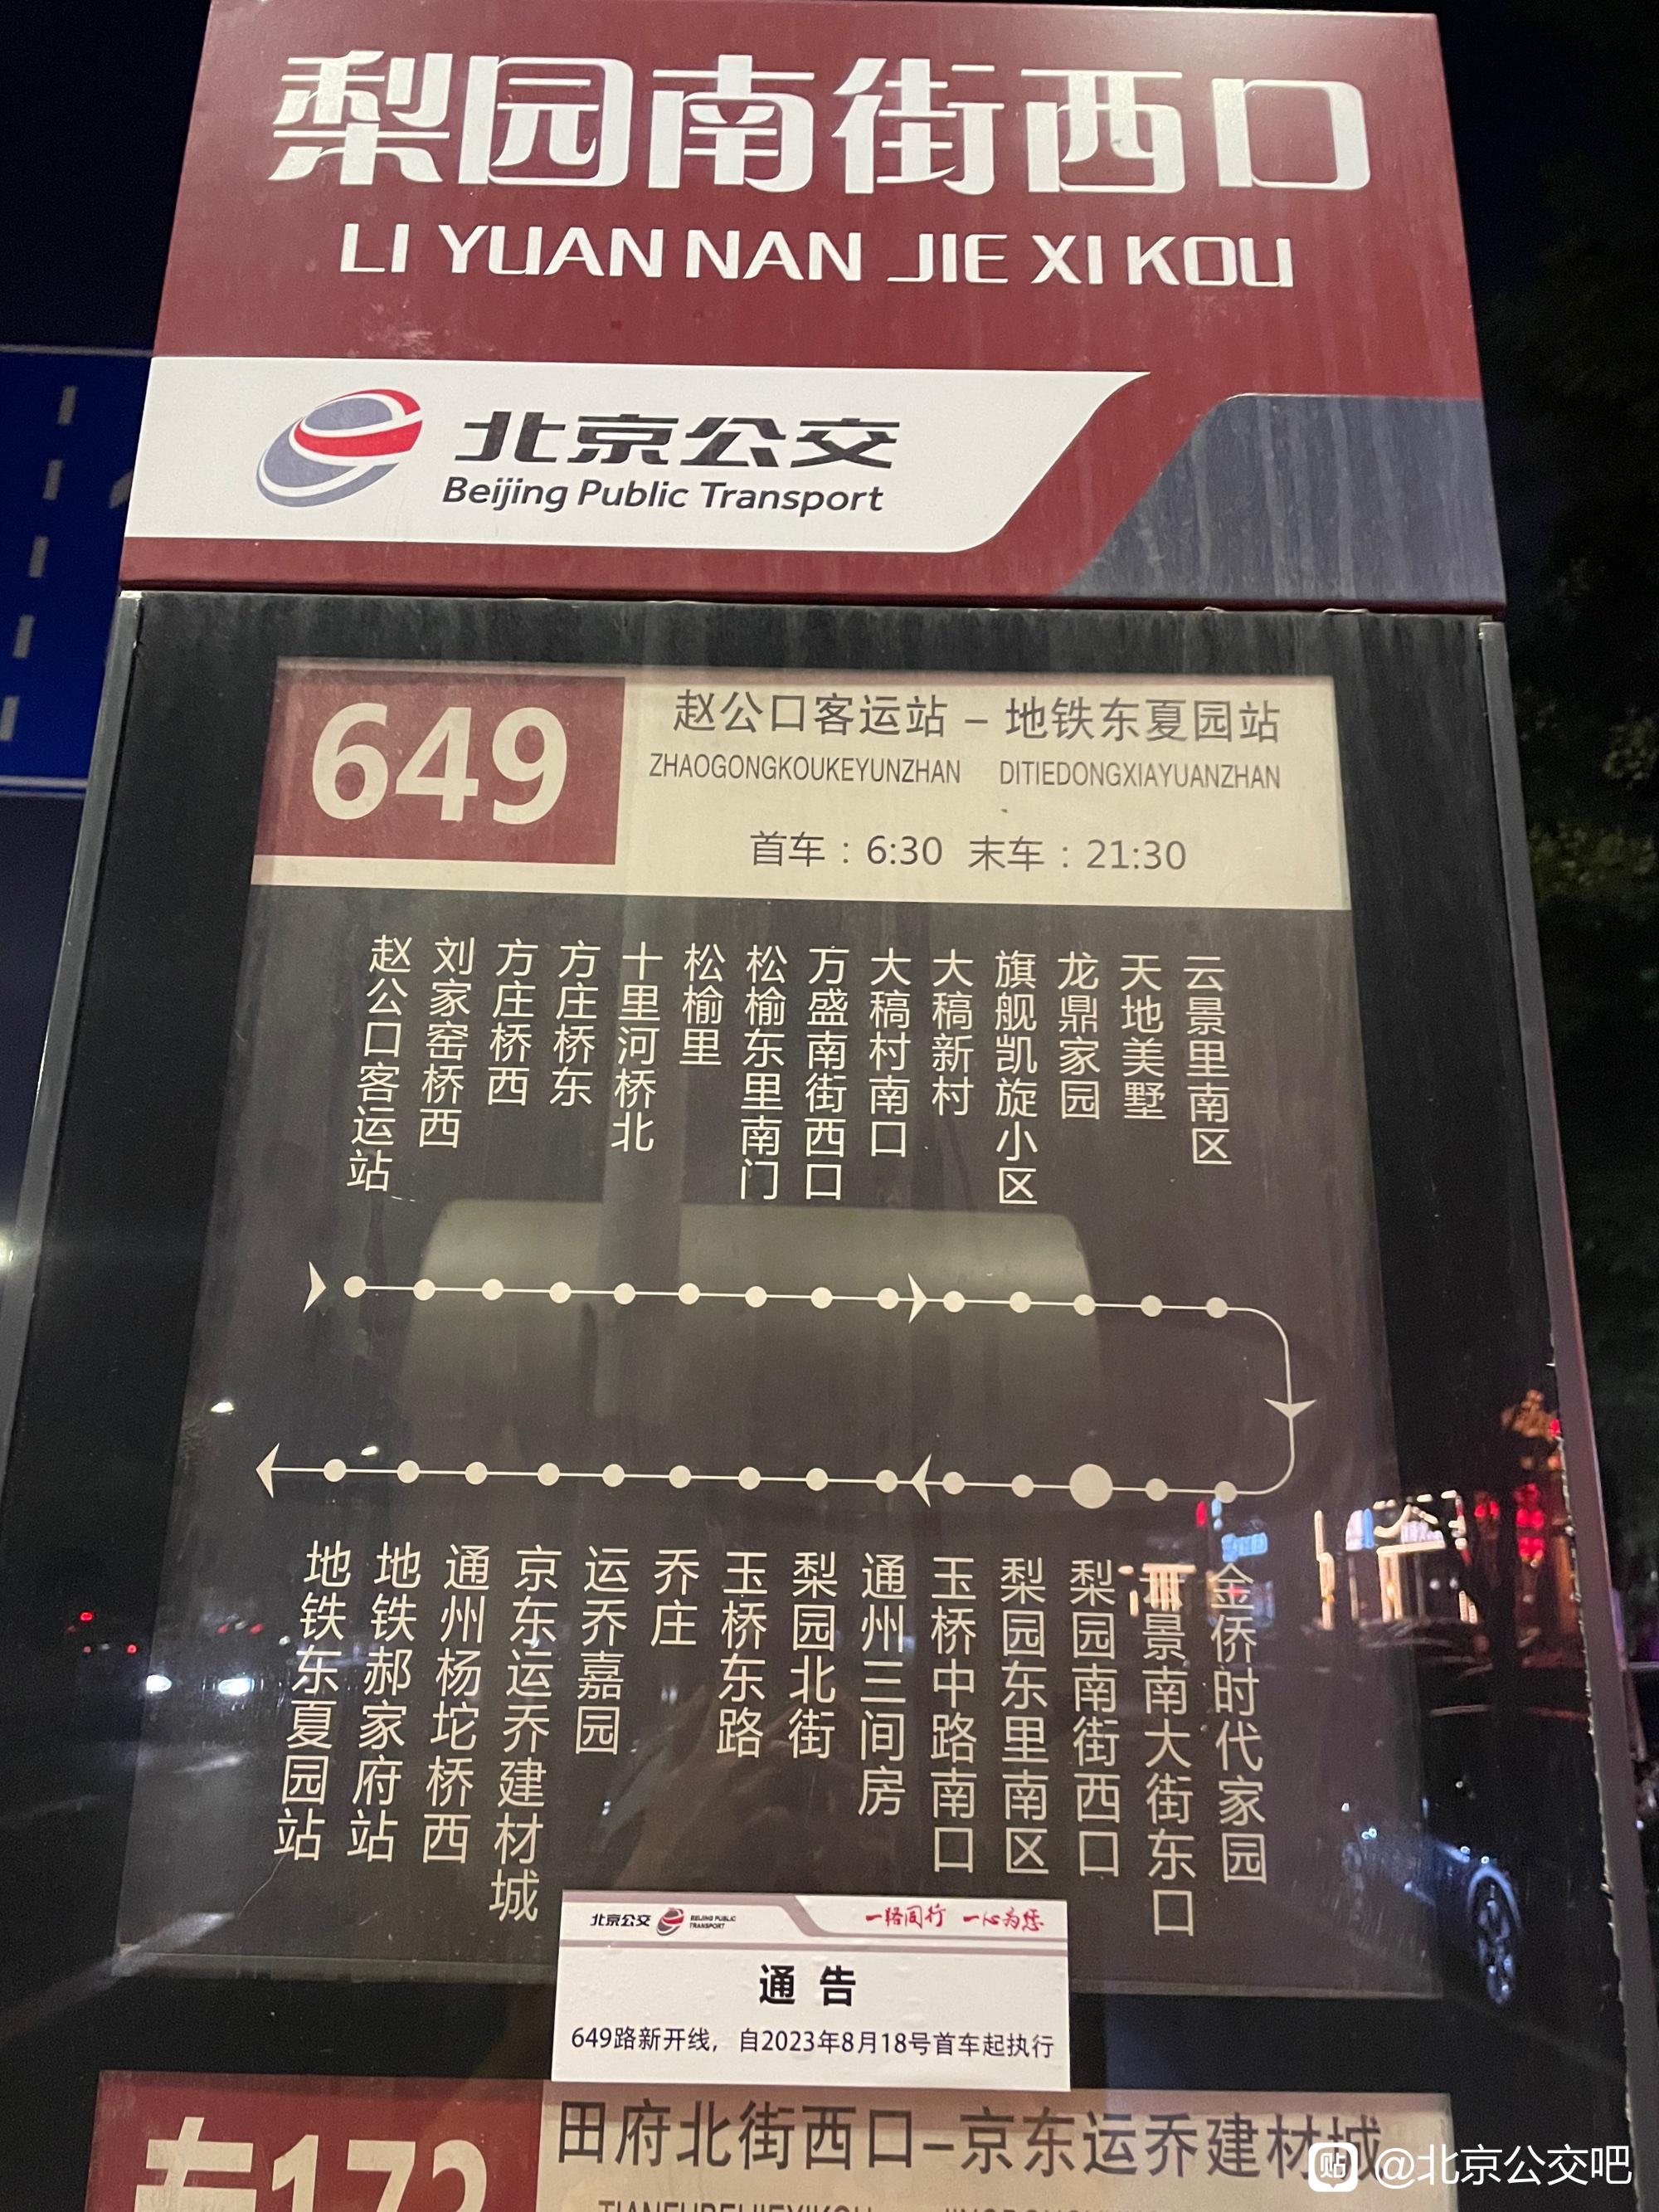 梨园南街西口
LI YUAN NAN JIE XI KOU
北京公交
Beijing Public Transport
649
赵公口客运站 – 地铁东夏园站
ZHAOGONGKOUKEYUNZHAN DITIEDONGXIAYUANZHAN
首车：6:30 末车：21:30
赵公口客运站
刘家窑桥西
方庄桥西
方庄桥东
十里河桥北
松榆里
松榆东里南门
万盛南街西口
大稿村南口
大稿新村
旗舰凯旋小区
龙鼎家园
天地美墅
云景里南区
地铁东夏园站
地铁郝家府站
通州杨坨桥西
京东运乔建材城
运乔嘉园
乔庄
玉桥东路
梨园北街
通州三间房
玉桥中路南口
梨园东里南区
梨园南街西口
云景南大街东口
金侨时代家园
北京公交 BEIJING PUBLIC TRANSPORT
一路同行 一心为您
通 告
649路新开线，自2023年8月18号首车起执行
田府北街西口–京东运乔建材城
贴 @北京公交吧